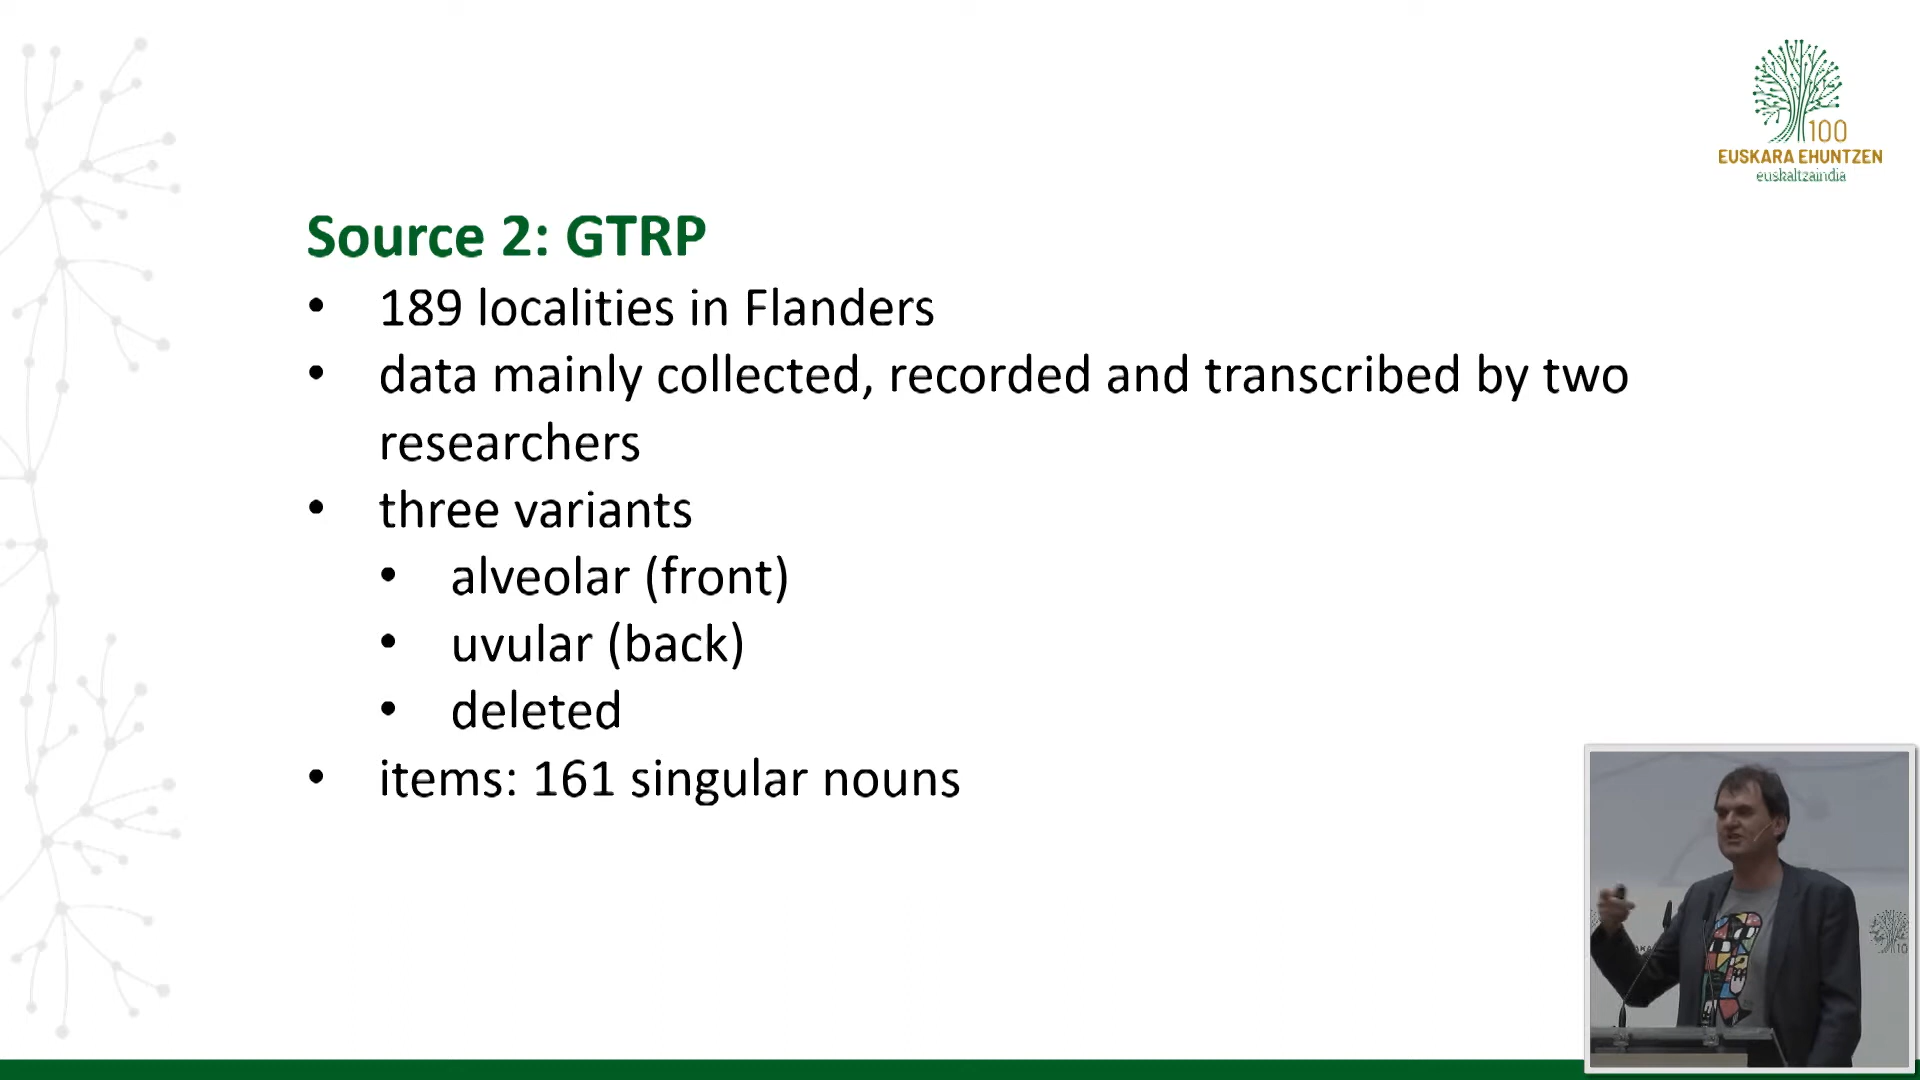 100
EUSKARA EHUNTZEN
euskaltzaindia
Source 2: GTRP
• 189 localities in Flanders
• data mainly collected, recorded and transcribed by two
researchers
• three variants
• alveolar (front)
• uvular (back)
• deleted
• items: 161 singular nouns